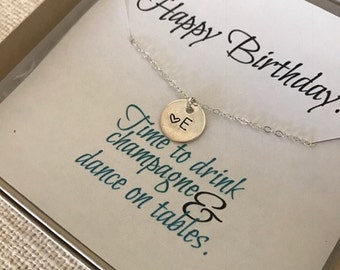 Happy Birthday!
♡E
Time to drink
champagne &
dance on tables.